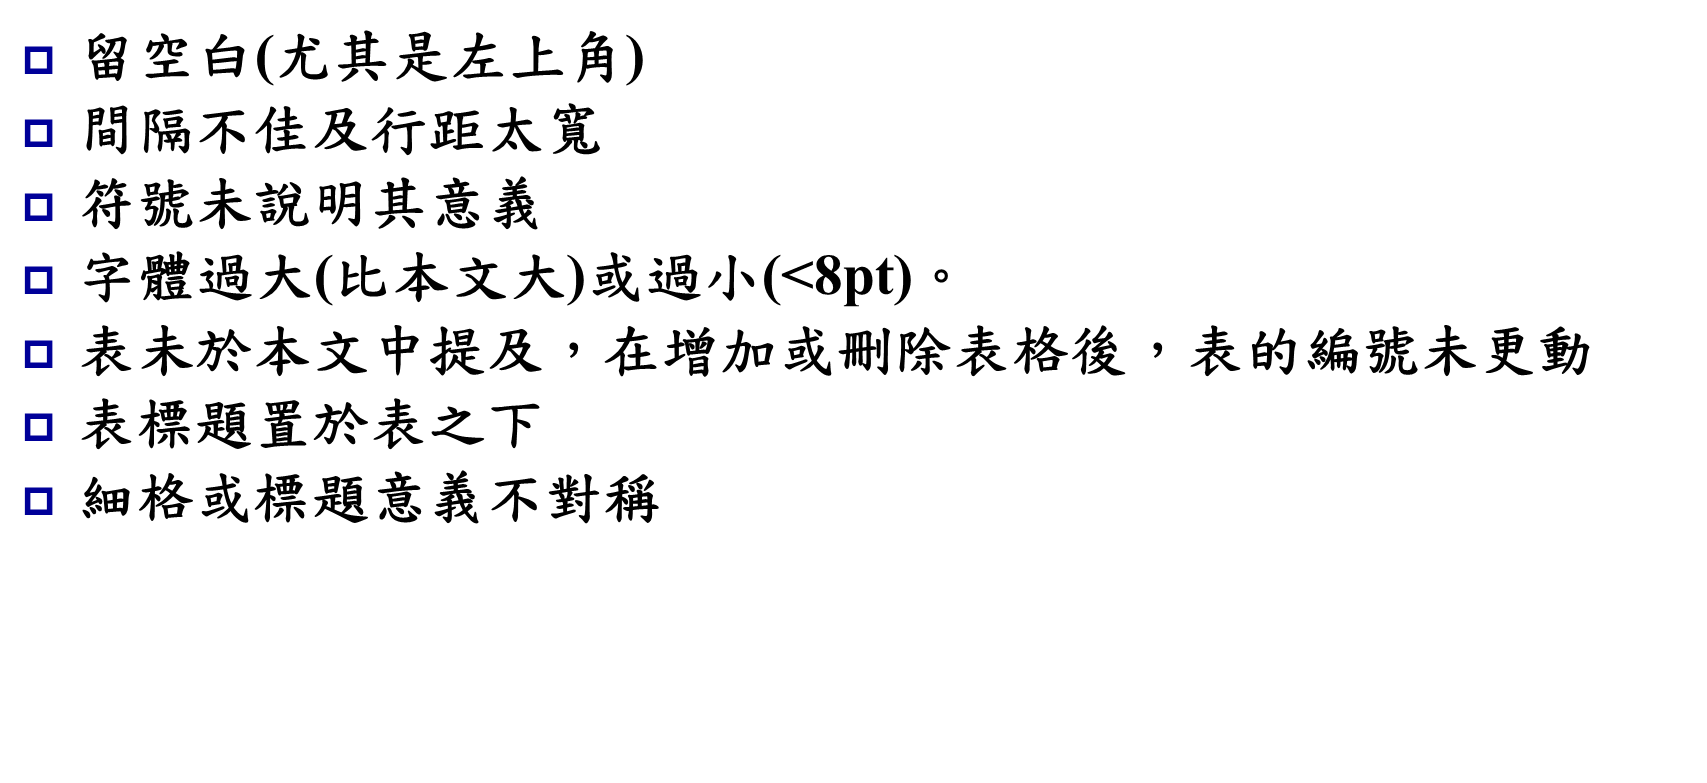 留空白(尤其是左上角)
間隔不佳及行距太寬
符號未說明其意義
字體過大(比本文大)或過小(<8pt)。
表未於本文中提及，在增加或刪除表格後，表的編號未更動
表標題置於表之下
細格或標題意義不對稱